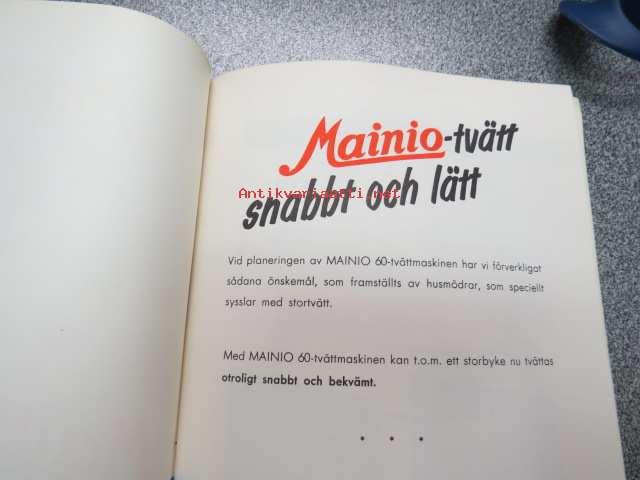 Mainio-tvätt
snabbt och lätt
Antikvariaatti.net
Vid planeringen av MAINIO 60-tvättmaskinen har vi förverkligat
sådana önskemål, som framställts av husmödrar, som speciellt
sysslar med stortvätt.
Med MAINIO 60-tvättmaskinen kan t.o.m. ett storbyke nu tvättas
otroligt snabbt och bekvämt.